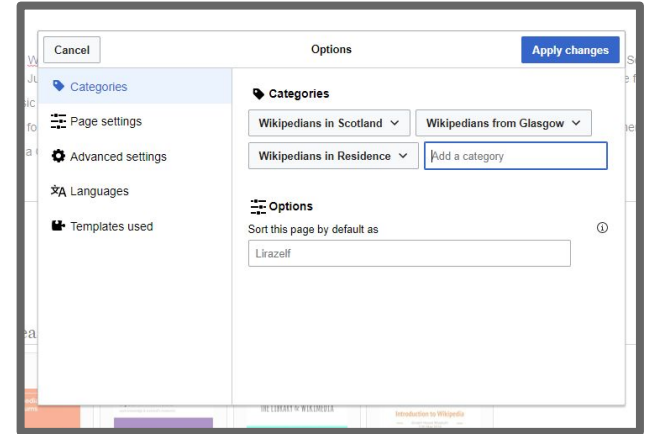 Cancel
Options
Apply changes
Categories
Page settings
Advanced settings
Languages
Templates used
Categories
Wikipedians in Scotland
Wikipedians from Glasgow
Wikipedians in Residence
Add a category
Options
Sort this page by default as
Lirazelf
THE LIBRARY OF WIKIMEDIA
Introduction to Wikipedia